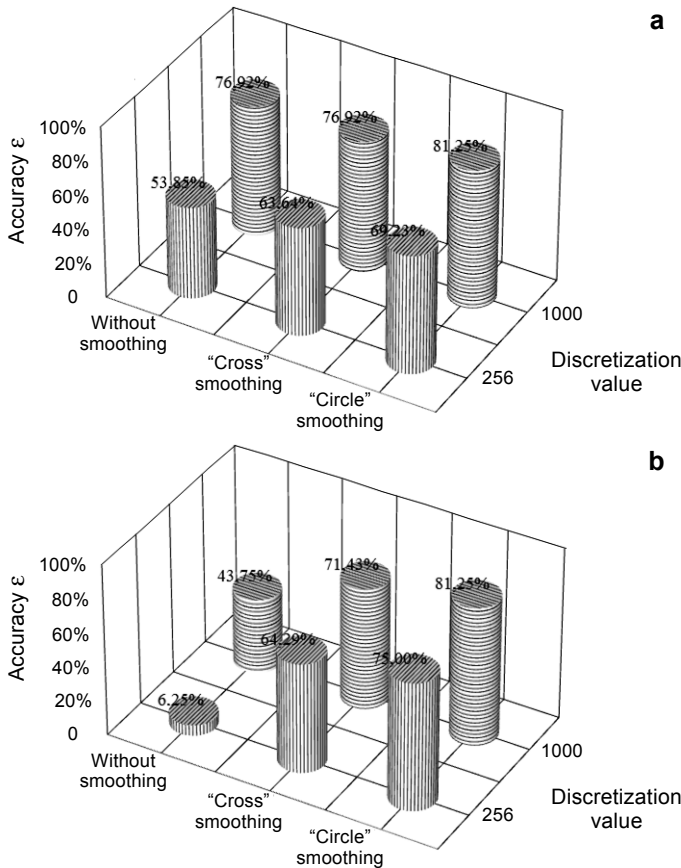 a
76,92%
76,92%
81,25%
100%
80%
60%
40%
20%
0
Accuracy ε
53,85%
63,64%
69,23%
Without
smoothing
“Cross”
smoothing
“Circle”
smoothing
1000
256
Discretization
value
b
43,75%
71,43%
81,25%
100%
80%
60%
40%
20%
0
Accuracy ε
6,25%
64,29%
75,00%
Without
smoothing
“Cross”
smoothing
“Circle”
smoothing
1000
256
Discretization
value